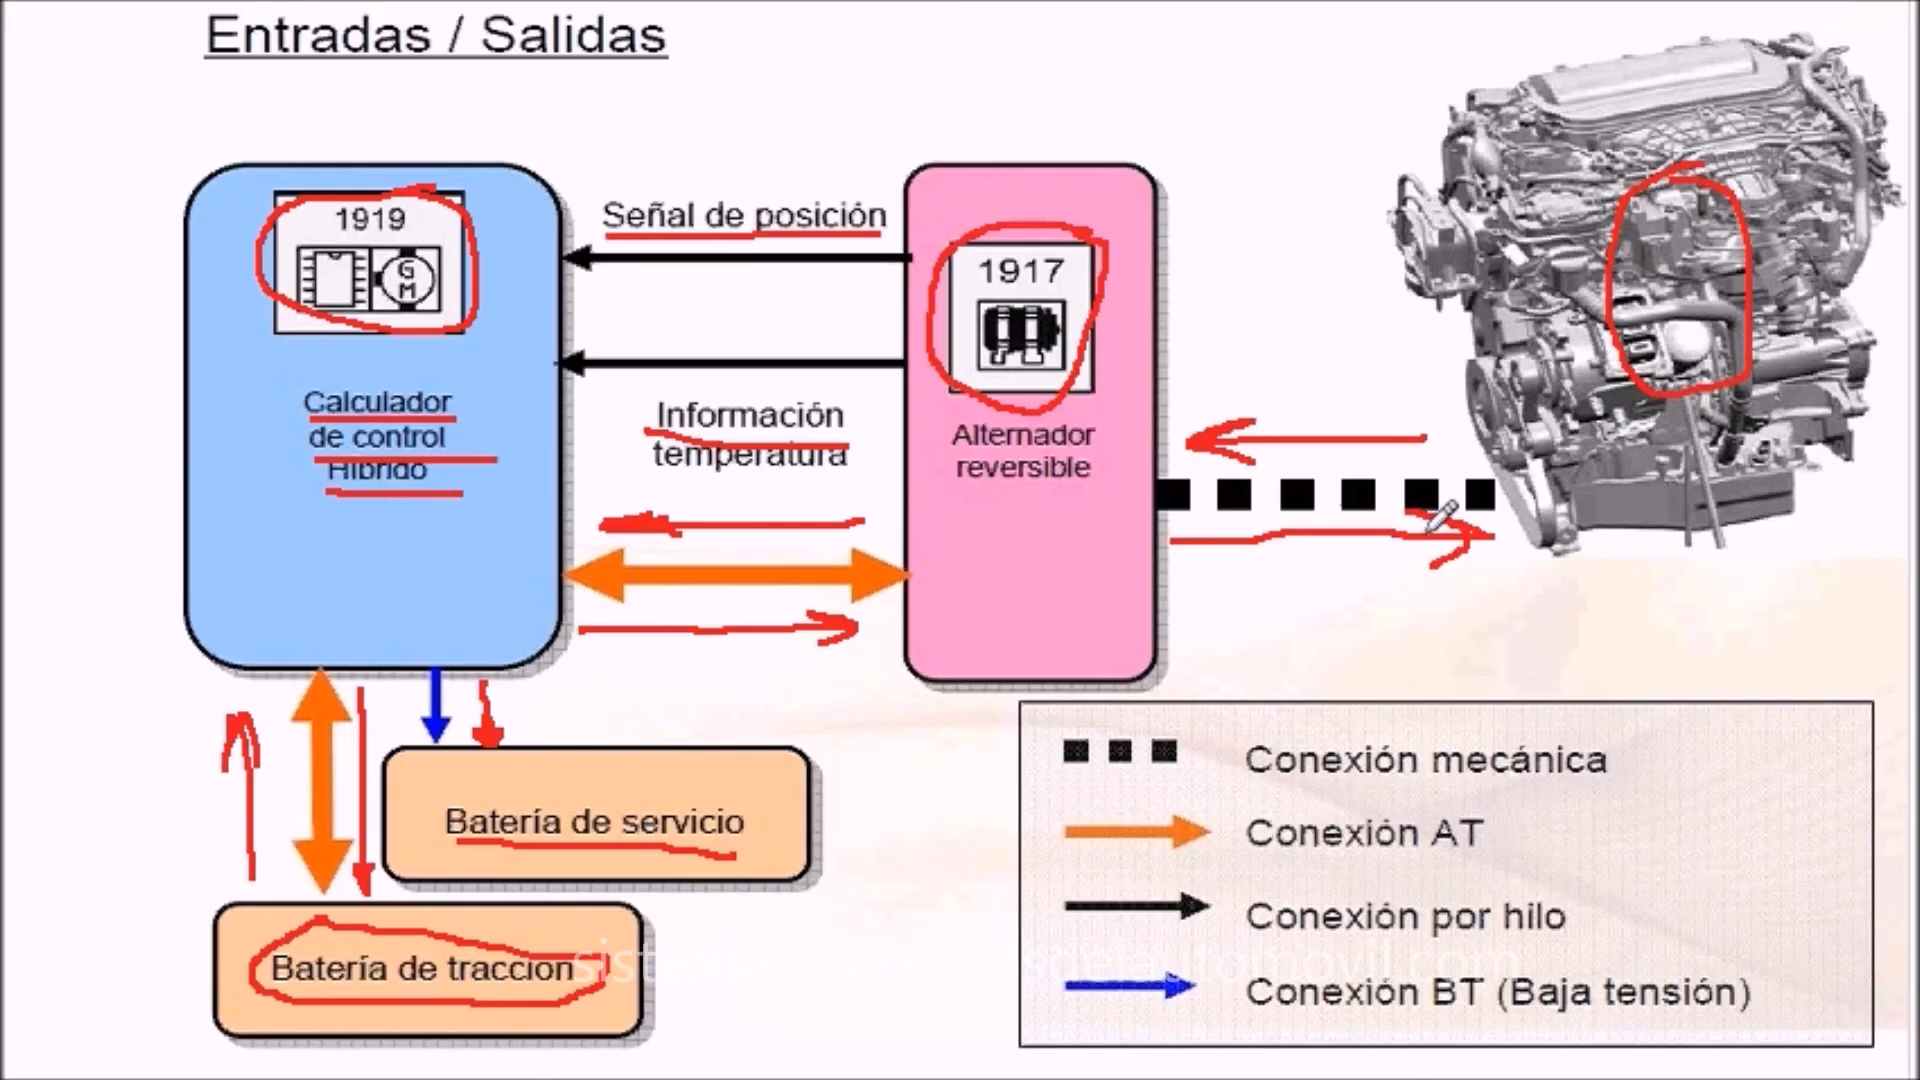 Entradas / Salidas
1919
G
M
Señal de posición
1917
Calculador
de control
Híbrido
Información
temperatura
Alternador
reversible
Batería de servicio
Batería de tracción
Conexión mecánica
Conexión AT
Conexión por hilo
Conexión BT (Baja tensión)